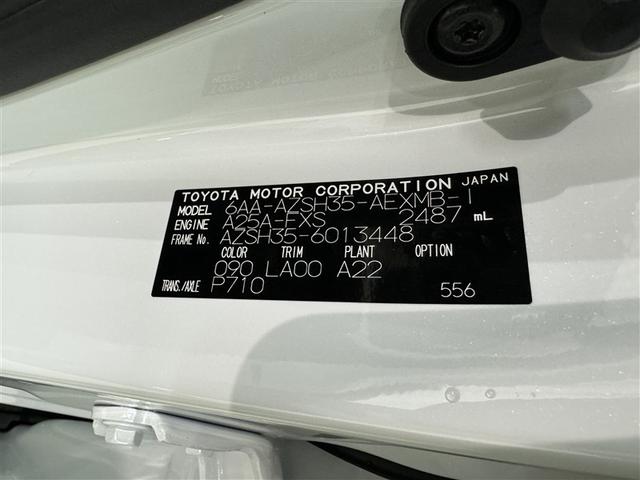 TOYOTA MOTOR CORPORATION JAPAN
MODEL 6AA-AZSH35-AEXMB-1
ENGINE A25A-FXS 2487 mL
FRAME No. AZSH35-6013448
COLOR TRIM PLANT OPTION
090 LA00 A22
TRANS./AXLE P710 556